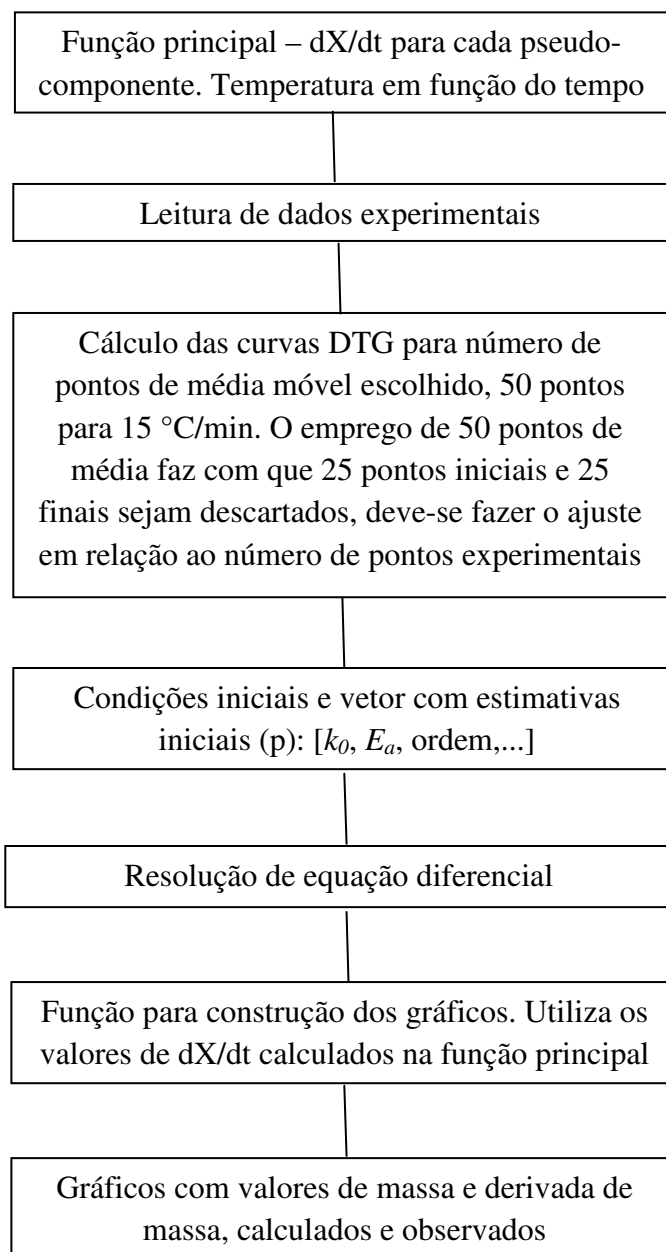 Função principal – dX/dt para cada pseudo-
componente. Temperatura em função do tempo
Leitura de dados experimentais
Cálculo das curvas DTG para número de
pontos de média móvel escolhido, 50 pontos
para 15 °C/min. O emprego de 50 pontos de
média faz com que 25 pontos iniciais e 25
finais sejam descartados, deve-se fazer o ajuste
em relação ao número de pontos experimentais
Condições iniciais e vetor com estimativas
iniciais (p): [k0, Ea, ordem,...]
Resolução de equação diferencial
Função para construção dos gráficos. Utiliza os
valores de dX/dt calculados na função principal
Gráficos com valores de massa e derivada de
massa, calculados e observados